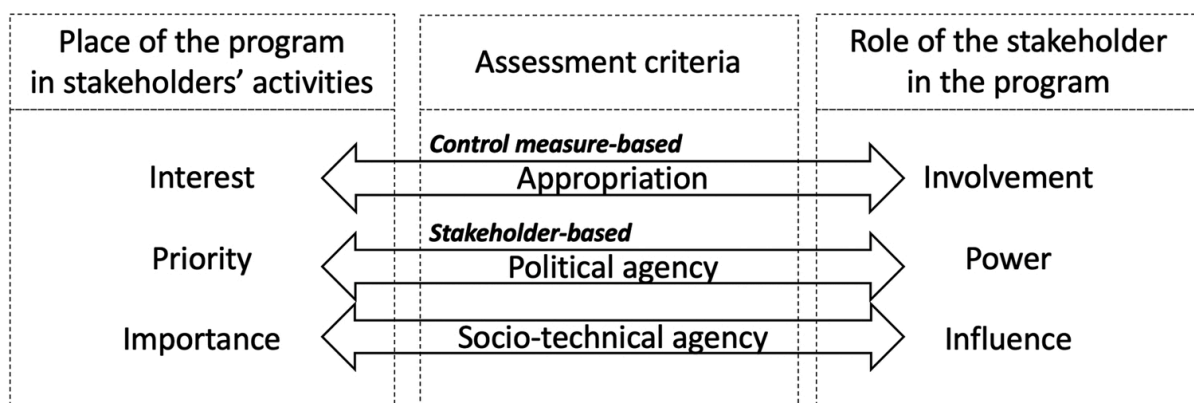 Place of the program
in stakeholders' activities
Assessment criteria
Role of the stakeholder
in the program
Control measure-based
Interest
Appropriation
Involvement
Stakeholder-based
Priority
Political agency
Power
Importance
Socio-technical agency
Influence